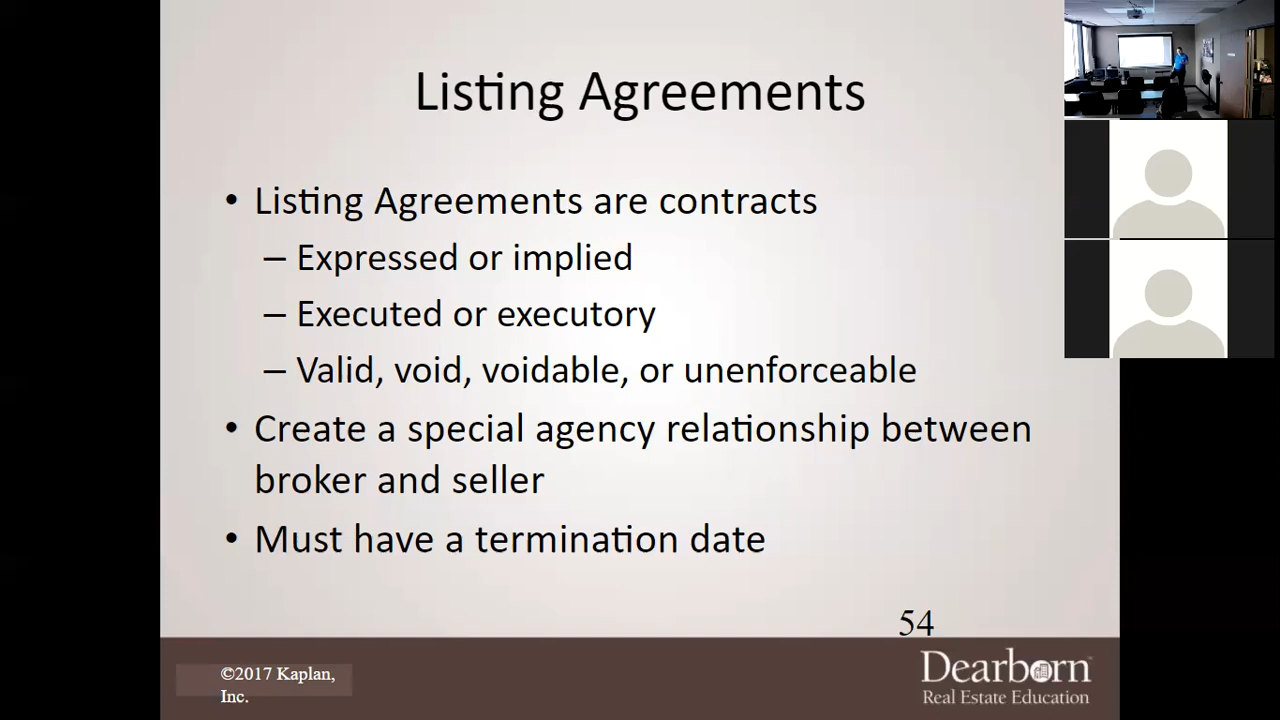 Listing Agreements
• Listing Agreements are contracts
– Expressed or implied
– Executed or executory
– Valid, void, voidable, or unenforceable
• Create a special agency relationship between
broker and seller
• Must have a termination date
54
©2017 Kaplan,
Inc.
Dearborn
Real Estate Education